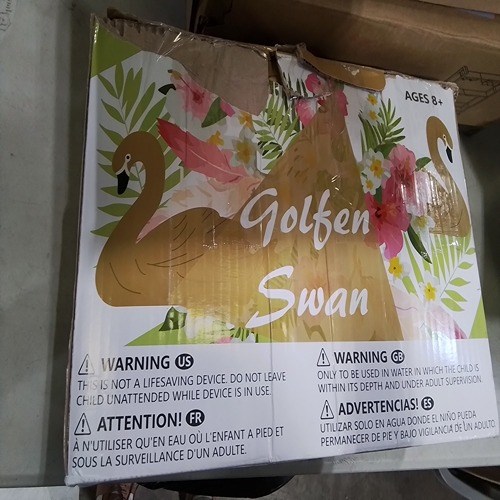 AGES 8+
Golfen
Swan
WARNING US
THIS IS NOT A LIFESAVING DEVICE. DO NOT LEAVE
CHILD UNATTENDED WHILE DEVICE IS IN USE.
ATTENTION! FR
À N'UTILISER QU'EN EAU OÙ L'ENFANT A PIED ET
SOUS LA SURVEILLANCE D'UN ADULTE.
WARNING GB
ONLY TO BE USED IN WATER IN WHICH THE CHILD IS
WITHIN ITS DEPTH AND UNDER ADULT SUPERVISION
ADVERTENCIAS! ES
UTILIZAR SOLO EN AGUA DONDE EL NIÑO PUEDA
PERMANECER DE PIE Y BAJO VIGILANCIA DE UN ADULTO